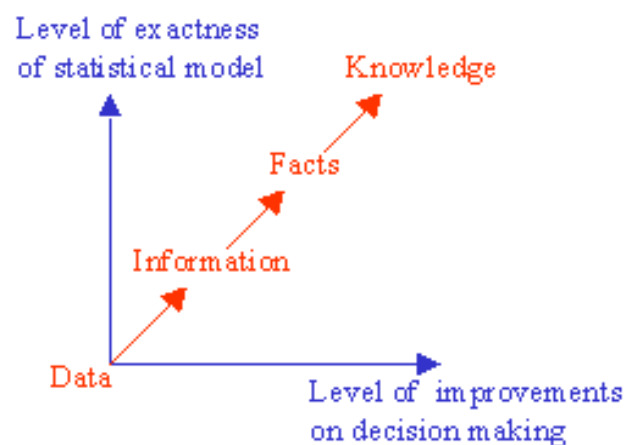 Level of exactness
of statistical model
Knowledge
Facts
Information
Data
Level of improvements
on decision making